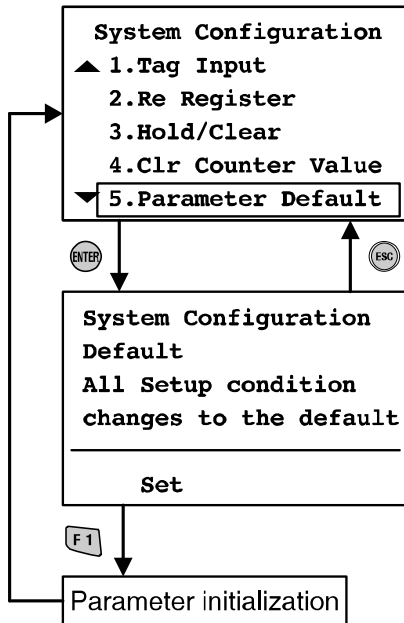 System Configuration
1.Tag Input
2.Re Register
3.Hold/Clear
4.Clr Counter Value
5.Parameter Default
ENTER
ESC
System Configuration
Default
All Setup condition
changes to the default
Set
F 1
Parameter initialization